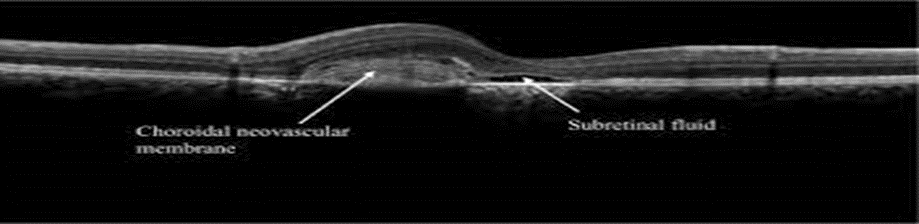 Choroidal neovascular
membrane
Subretinal fluid